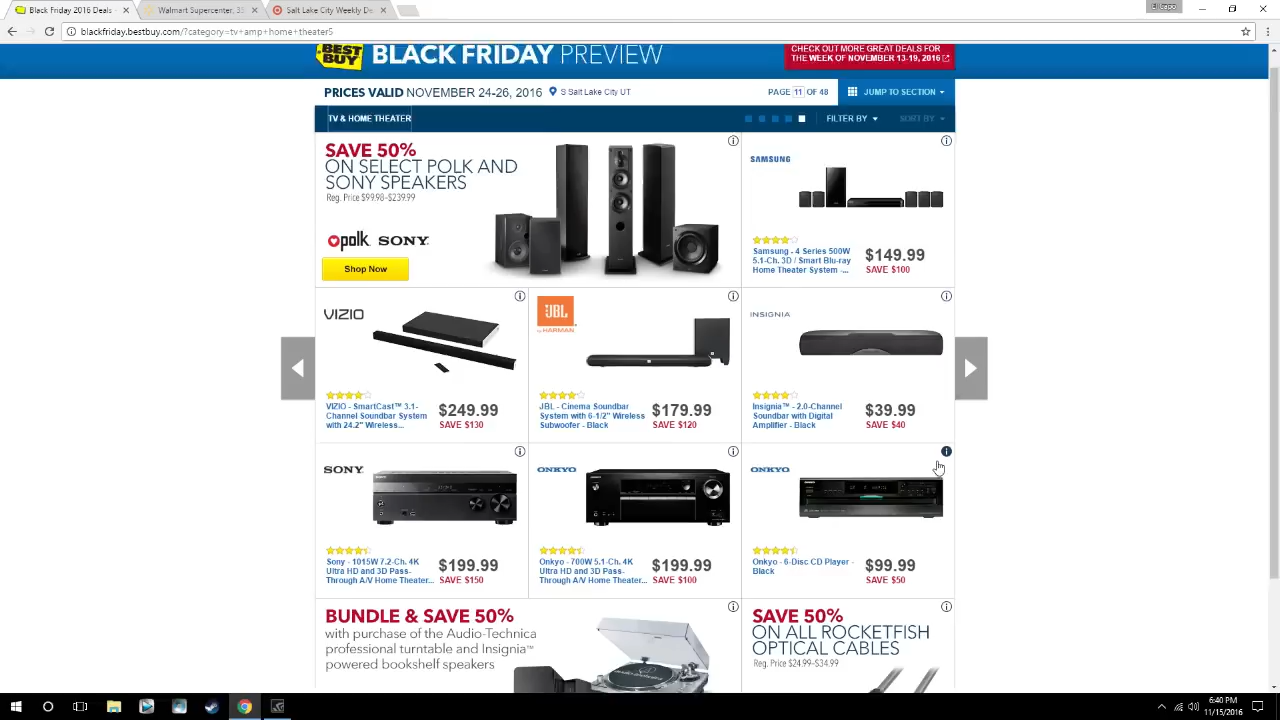 Black Friday 2016 Deals
Walmart Supercenter, 35
Salt Lake City Weekly De
blackfriday.bestbuy.com/?category=tv+amp+home+theater5
BEST BUY BLACK FRIDAY PREVIEW
CHECK OUT MORE GREAT DEALS FOR
THE WEEK OF NOVEMBER 13-19, 2016
PRICES VALID NOVEMBER 24-26, 2016 S Salt Lake City UT
PAGE 11 OF 48
JUMP TO SECTION
TV & HOME THEATER
FILTER BY
SORT BY
SAVE 50%
ON SELECT POLK AND
SONY SPEAKERS
Reg. Price $99.98-$239.99
polk SONY
Shop Now
SAMSUNG
Samsung - 4 Series 500W
5.1-Ch. 3D / Smart Blu-ray
Home Theater System -...
$149.99
SAVE $100
VIZIO
VIZIO - SmartCast™ 3.1-
Channel Soundbar System
with 24.2" Wireless...
$249.99
SAVE $130
JBL
by HARMAN
JBL - Cinema Soundbar
System with 6-1/2" Wireless
Subwoofer - Black
$179.99
SAVE $120
INSIGNIA
Insignia™ - 2.0-Channel
Soundbar with Digital
Amplifier - Black
$39.99
SAVE $40
SONY
Sony - 1015W 7.2-Ch. 4K
Ultra HD and 3D Pass-
Through A/V Home Theater...
$199.99
SAVE $150
ONKYO
Onkyo - 700W 5.1-Ch. 4K
Ultra HD and 3D Pass-
Through A/V Home Theater...
$199.99
SAVE $100
ONKYO
Onkyo - 6-Disc CD Player -
Black
$99.99
SAVE $50
BUNDLE & SAVE 50%
with purchase of the Audio-Technica
professional turntable and Insignia™
powered bookshelf speakers
SAVE 50%
ON ALL ROCKETFISH
OPTICAL CABLES
Reg. Price $24.99-$34.99
6:40 PM
11/15/2016